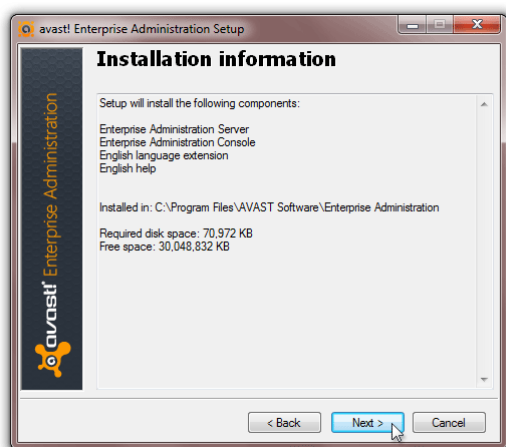 avast! Enterprise Administration Setup
Installation information
Setup will install the following components:
Enterprise Administration Server
Enterprise Administration Console
English language extension
English help
Installed in: C:\Program Files\AVAST Software\Enterprise Administration
Required disk space: 70,972 KB
Free space: 30,048,832 KB
avast! Enterprise Administration
< Back
Next >
Cancel